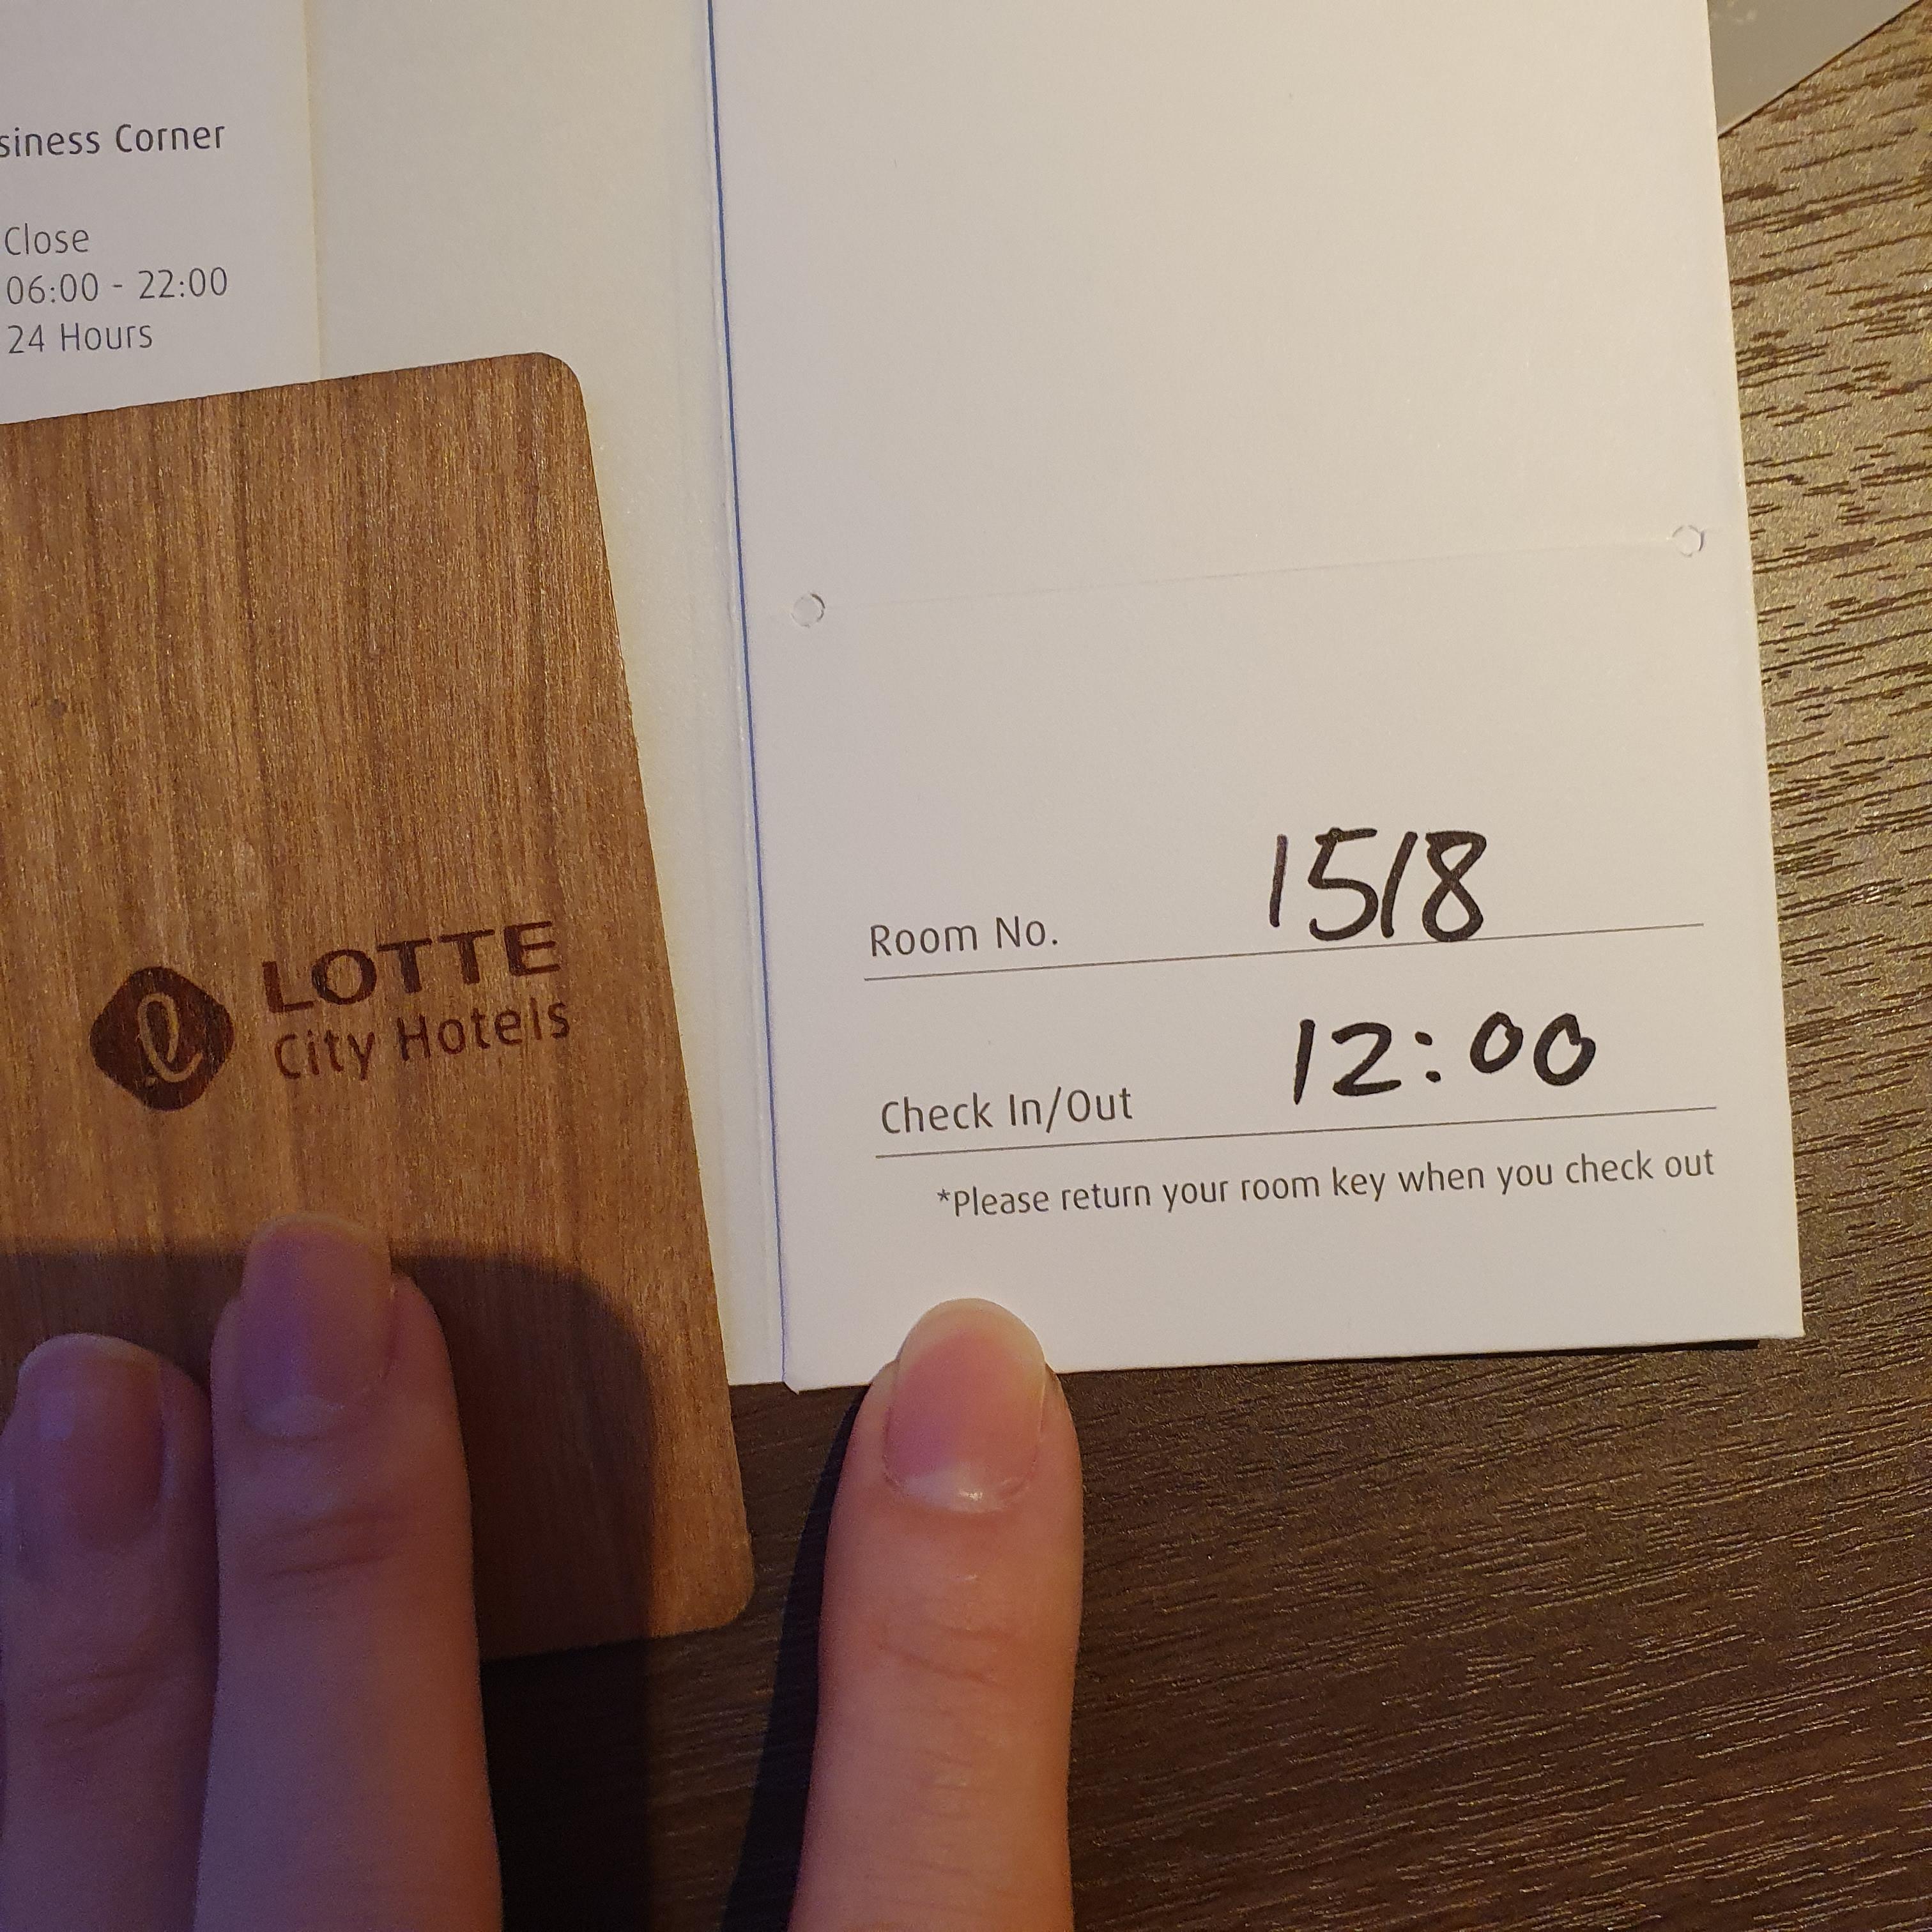 siness Corner
Close
06:00 - 22:00
24 Hours
LOTTE
City Hotels
Room No. 1518
Check In/Out 12:00
*Please return your room key when you check out